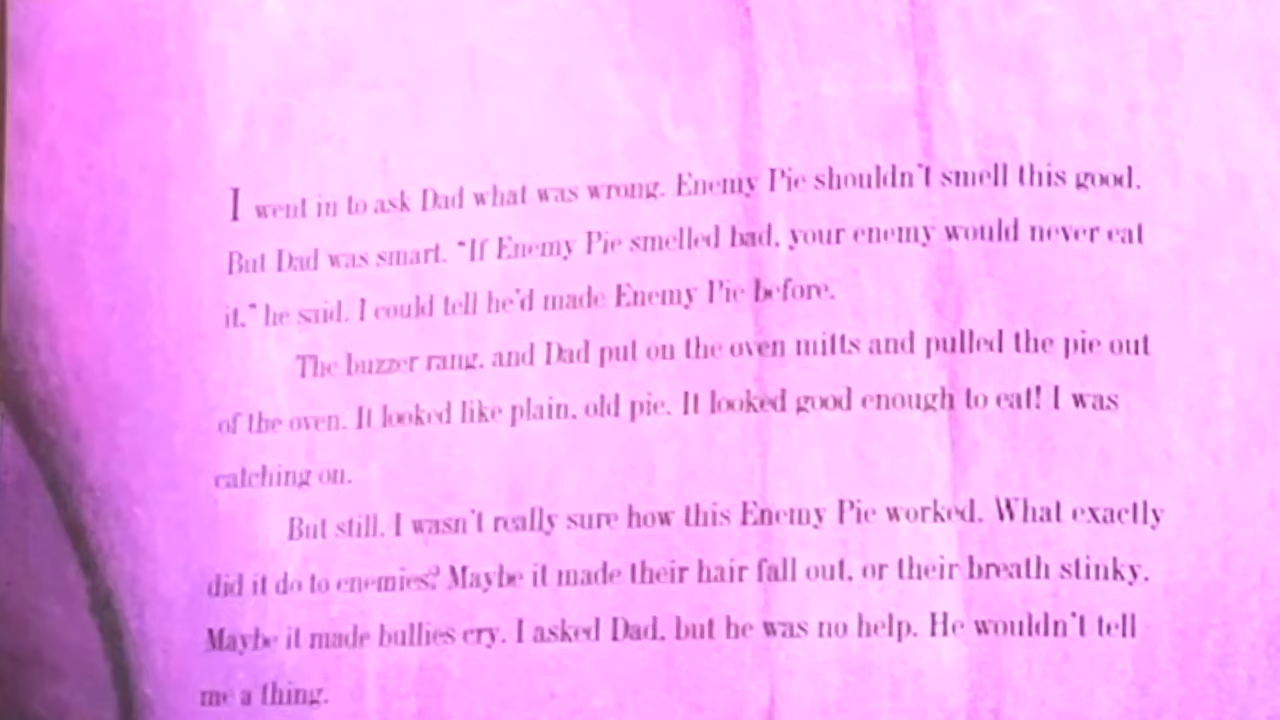 I went in to ask Dad what was wrong. Enemy Pie shouldn't smell this good.
But Dad was smart. "If Enemy Pie smelled bad, your enemy would never eat
it," he said. I could tell he'd made Enemy Pie before.
The buzzer rang, and Dad put on the oven mitts and pulled the pie out
of the oven. It looked like plain, old pie. It looked good enough to eat! I was
catching on.
But still, I wasn't really sure how this Enemy Pie worked. What exactly
did it do to enemies? Maybe it made their hair fall out, or their breath stinky.
Maybe it made bullies cry. I asked Dad, but he was no help. He wouldn't tell
me a thing.